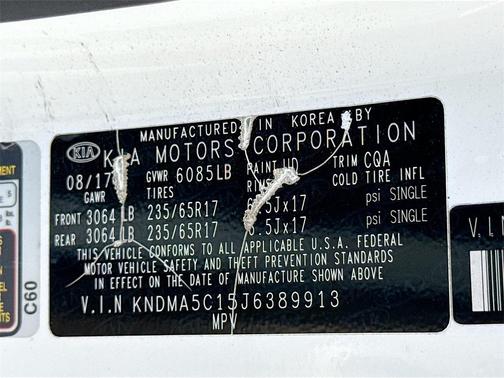 MANUFACTURED IN KOREA BY
KIA KIA MOTORS CORPORATION
08/17 GVWR 6085LB PAINT UD TRIM CQA
GAWR TIRES COLD TIRE INFL
FRONT 3064 LB 235/65R17 6.5Jx17 psi SINGLE
REAR 3064 LB 235/65R17 6.5Jx17 psi SINGLE
THIS VEHICLE CONFORMS TO ALL APPLICABLE U.S.A. FEDERAL
MOTOR VEHICLE SAFETY AND THEFT PREVENTION STANDARDS
IN EFFECT ON THE DATE OF MANUFACTURE SHOWN ABOVE.
V.I.N KNDMA5C15J6389913
MPV
C60
V.I.N